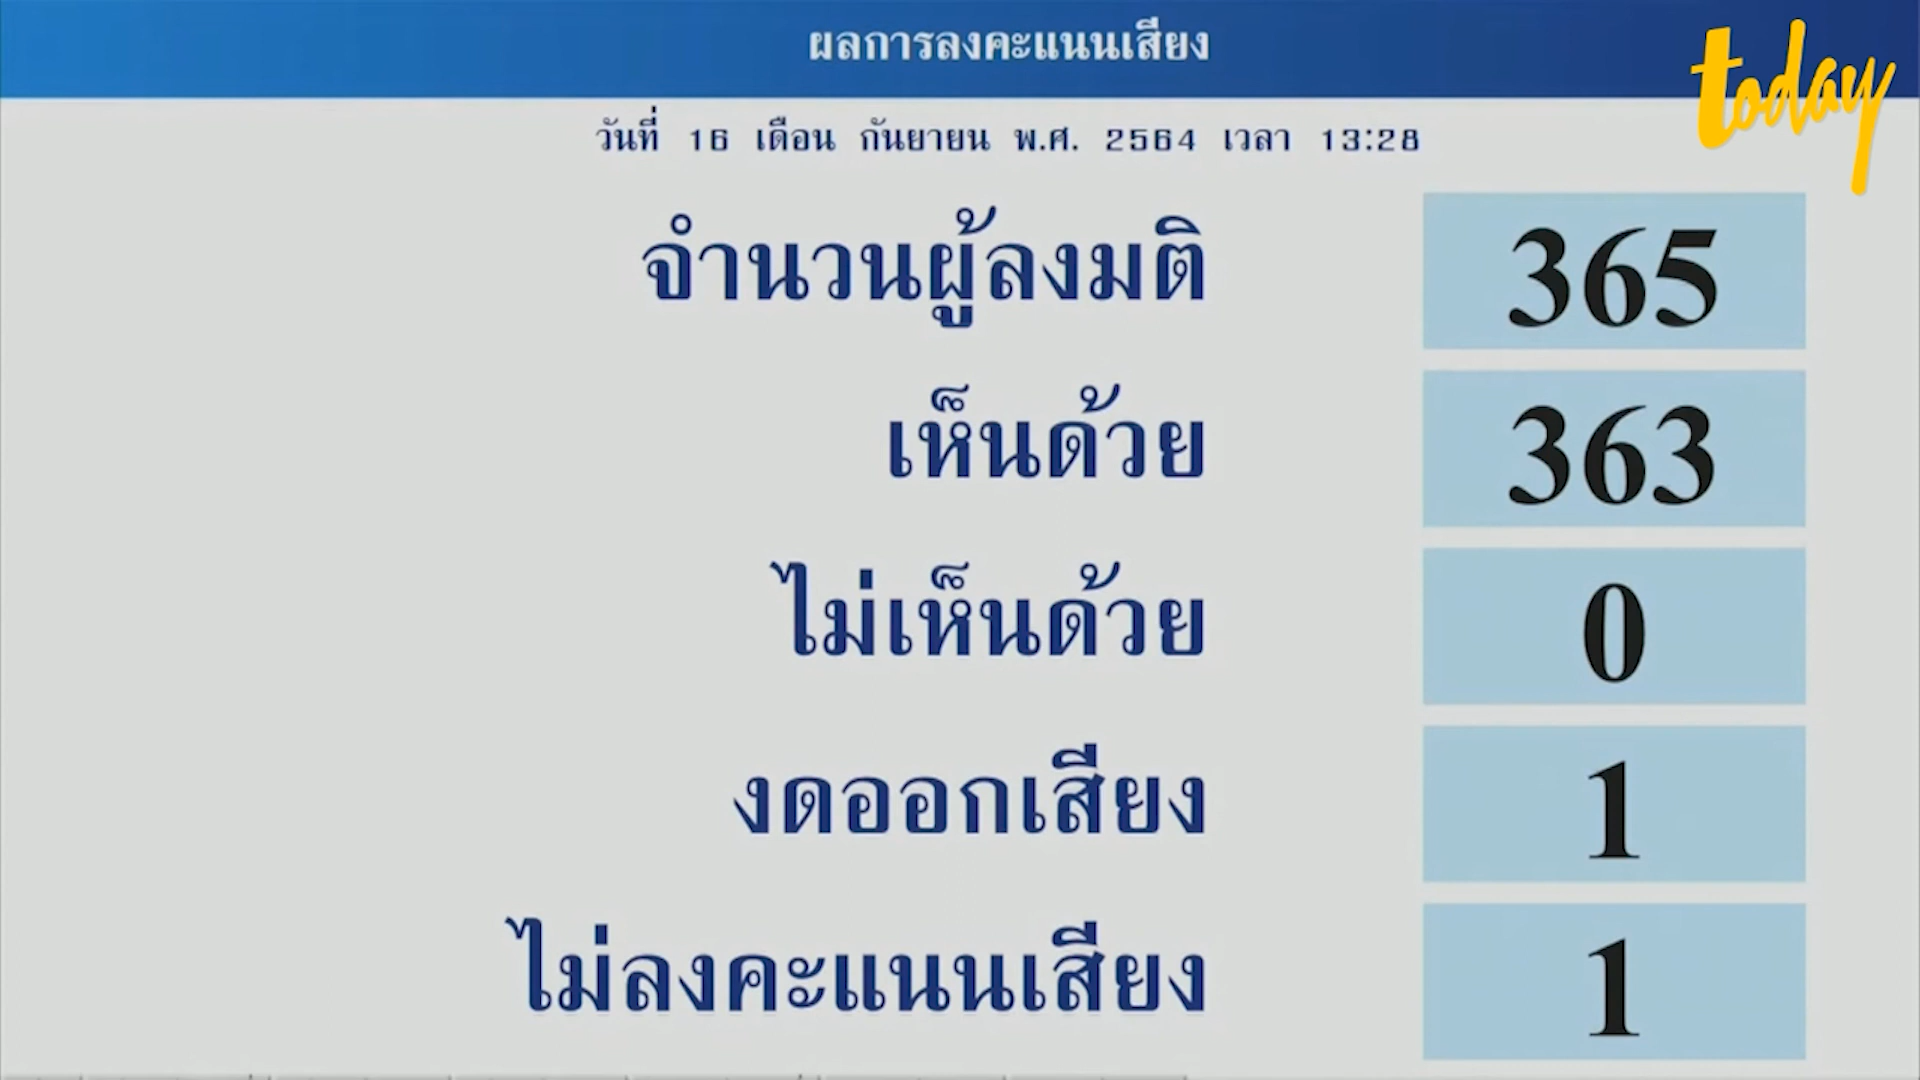 ผลการลงคะแนนเสียง
today
วันที่ 16 เดือน กันยายน พ.ศ. 2564 เวลา 13:28
จำนวนผู้ลงมติ 365
เห็นด้วย 363
ไม่เห็นด้วย 0
งดออกเสียง 1
ไม่ลงคะแนนเสียง 1